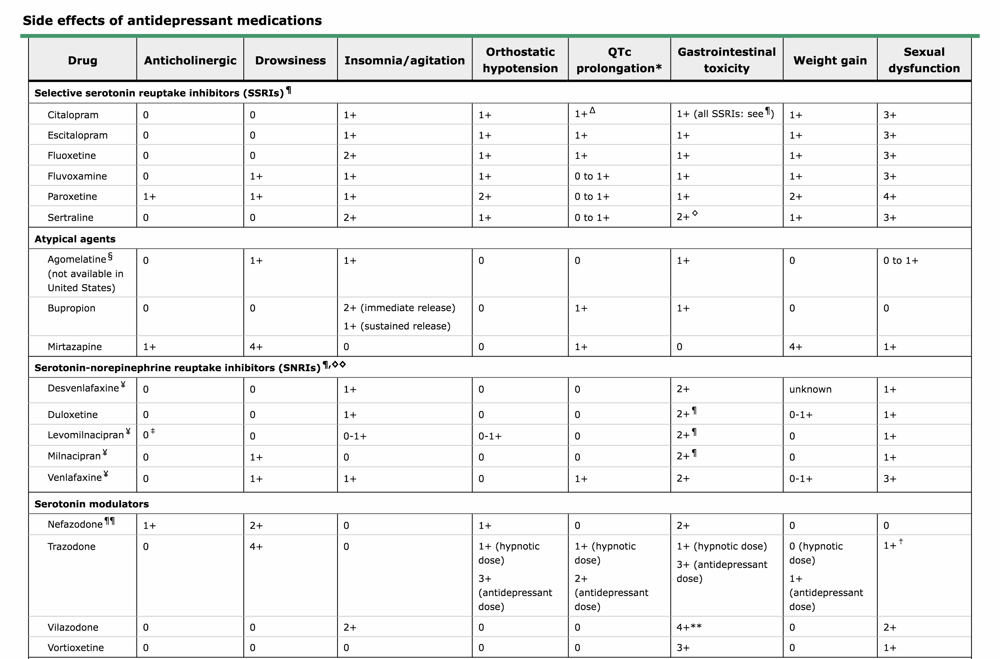 Side effects of antidepressant medications
Drug Anticholinergic Drowsiness Insomnia/agitation Orthostatic hypotension QTc prolongation* Gastrointestinal toxicity Weight gain Sexual dysfunction
Selective serotonin reuptake inhibitors (SSRIs)¶
Citalopram 0 0 1+ 1+ 1+Δ 1+ (all SSRIs: see¶) 1+ 3+
Escitalopram 0 0 1+ 1+ 1+ 1+ 1+ 3+
Fluoxetine 0 0 2+ 1+ 1+ 1+ 1+ 3+
Fluvoxamine 0 1+ 1+ 1+ 0 to 1+ 1+ 1+ 3+
Paroxetine 1+ 1+ 1+ 2+ 0 to 1+ 1+ 2+ 4+
Sertraline 0 0 2+ 1+ 0 to 1+ 2+◇ 1+ 3+
Atypical agents
Agomelatine§ (not available in United States) 0 1+ 1+ 0 0 1+ 0 0 to 1+
Bupropion 0 0 2+ (immediate release) 1+ (sustained release) 0 1+ 1+ 0 0
Mirtazapine 1+ 4+ 0 0 1+ 0 4+ 1+
Serotonin-norepinephrine reuptake inhibitors (SNRIs)¶,◇◇
Desvenlafaxine¥ 0 0 1+ 0 0 2+ unknown 1+
Duloxetine 0 0 1+ 0 0 2+¶ 0-1+ 1+
Levomilnacipran¥ 0‡ 0 0-1+ 0-1+ 0 2+¶ 0 1+
Milnacipran¥ 0 1+ 0 0 0 2+¶ 0 1+
Venlafaxine¥ 0 1+ 1+ 0 1+ 2+ 0-1+ 3+
Serotonin modulators
Nefazodone¶¶ 1+ 2+ 0 1+ 0 2+ 0 0
Trazodone 0 4+ 0 1+ (hypnotic dose) 3+ (antidepressant dose) 1+ (hypnotic dose) 2+ (antidepressant dose) 1+ (hypnotic dose) 3+ (antidepressant dose) 0 (hypnotic dose) 1+ (antidepressant dose) 1+†
Vilazodone 0 0 2+ 0 0 4+** 0 2+
Vortioxetine 0 0 0 0 0 3+ 0 1+